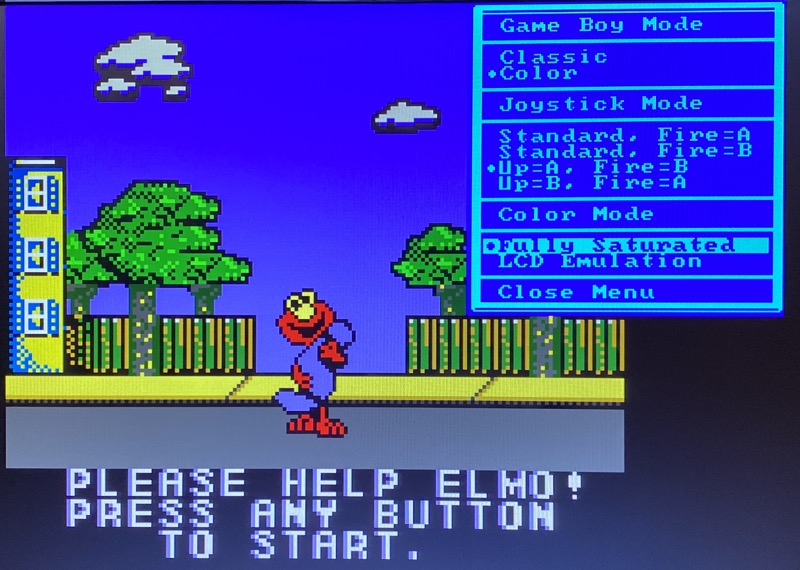 Game Boy Mode
Classic
•Color
Joystick Mode
Standard, Fire=A
Standard, Fire=B
•Up=A, Fire=B
Up=B, Fire=A
Color Mode
•Fully Saturated
LCD Emulation
Close Menu
PLEASE HELP ELMO!
PRESS ANY BUTTON
TO START.